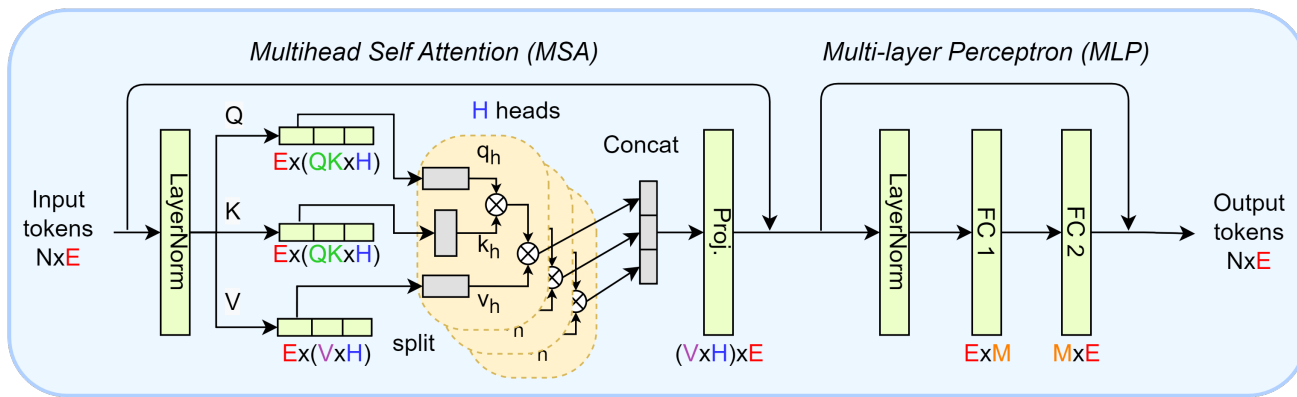 Multihead Self Attention (MSA)
Multi-layer Perceptron (MLP)
H heads
Q
Ex(QKxH)
K
Ex(QKxH)
V
Ex(VxH)
Input
tokens
NxE
LayerNorm
split
qh
kh
vh
n
n
Concat
Proj.
(VxH)xE
LayerNorm
FC 1
ExM
FC 2
MxE
Output
tokens
NxE